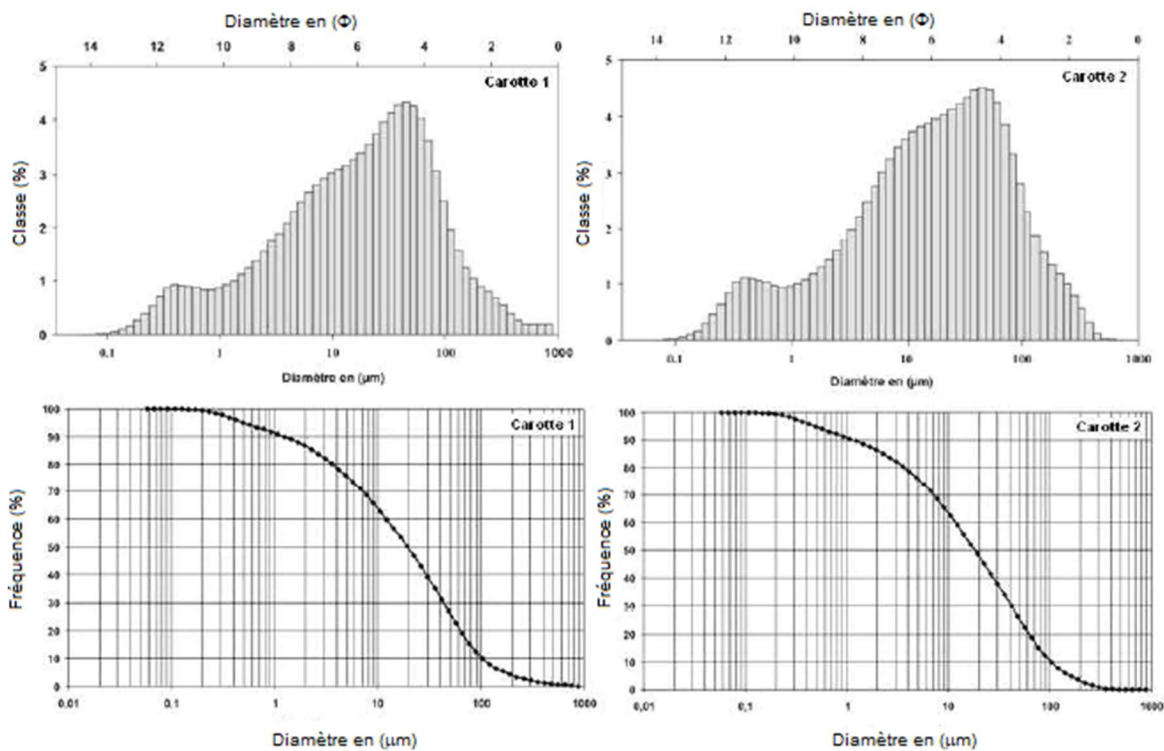 Diamètre en (Φ)
14 12 10 8 6 4 2 0
Carotte 1
Classe (%)
5
4
3
2
1
0
0.1 1 10 100 1000
Diamètre en (µm)
Diamètre en (Φ)
14 12 10 8 6 4 2 0
Carotte 2
Classe (%)
5
4
3
2
1
0
0.1 1 10 100 1000
Diamètre en (µm)
Carotte 1
Fréquence (%)
100
90
80
70
60
50
40
30
20
10
0
0,01 0,1 1 10 100 1000
Diamètre en (µm)
Carotte 2
Fréquence (%)
100
90
80
70
60
50
40
30
20
10
0
0,01 0,1 1 10 100 1000
Diamètre en (µm)